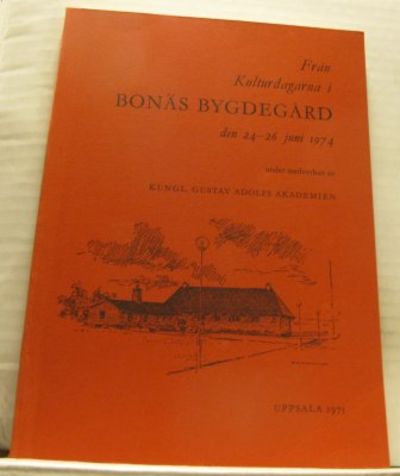 Från
Kulturdagarna i
BONÄS BYGDEGÅRD
den 24–26 juni 1974
under medverkan av
KUNGL. GUSTAV ADOLFS AKADEMIEN
UPPSALA 1975